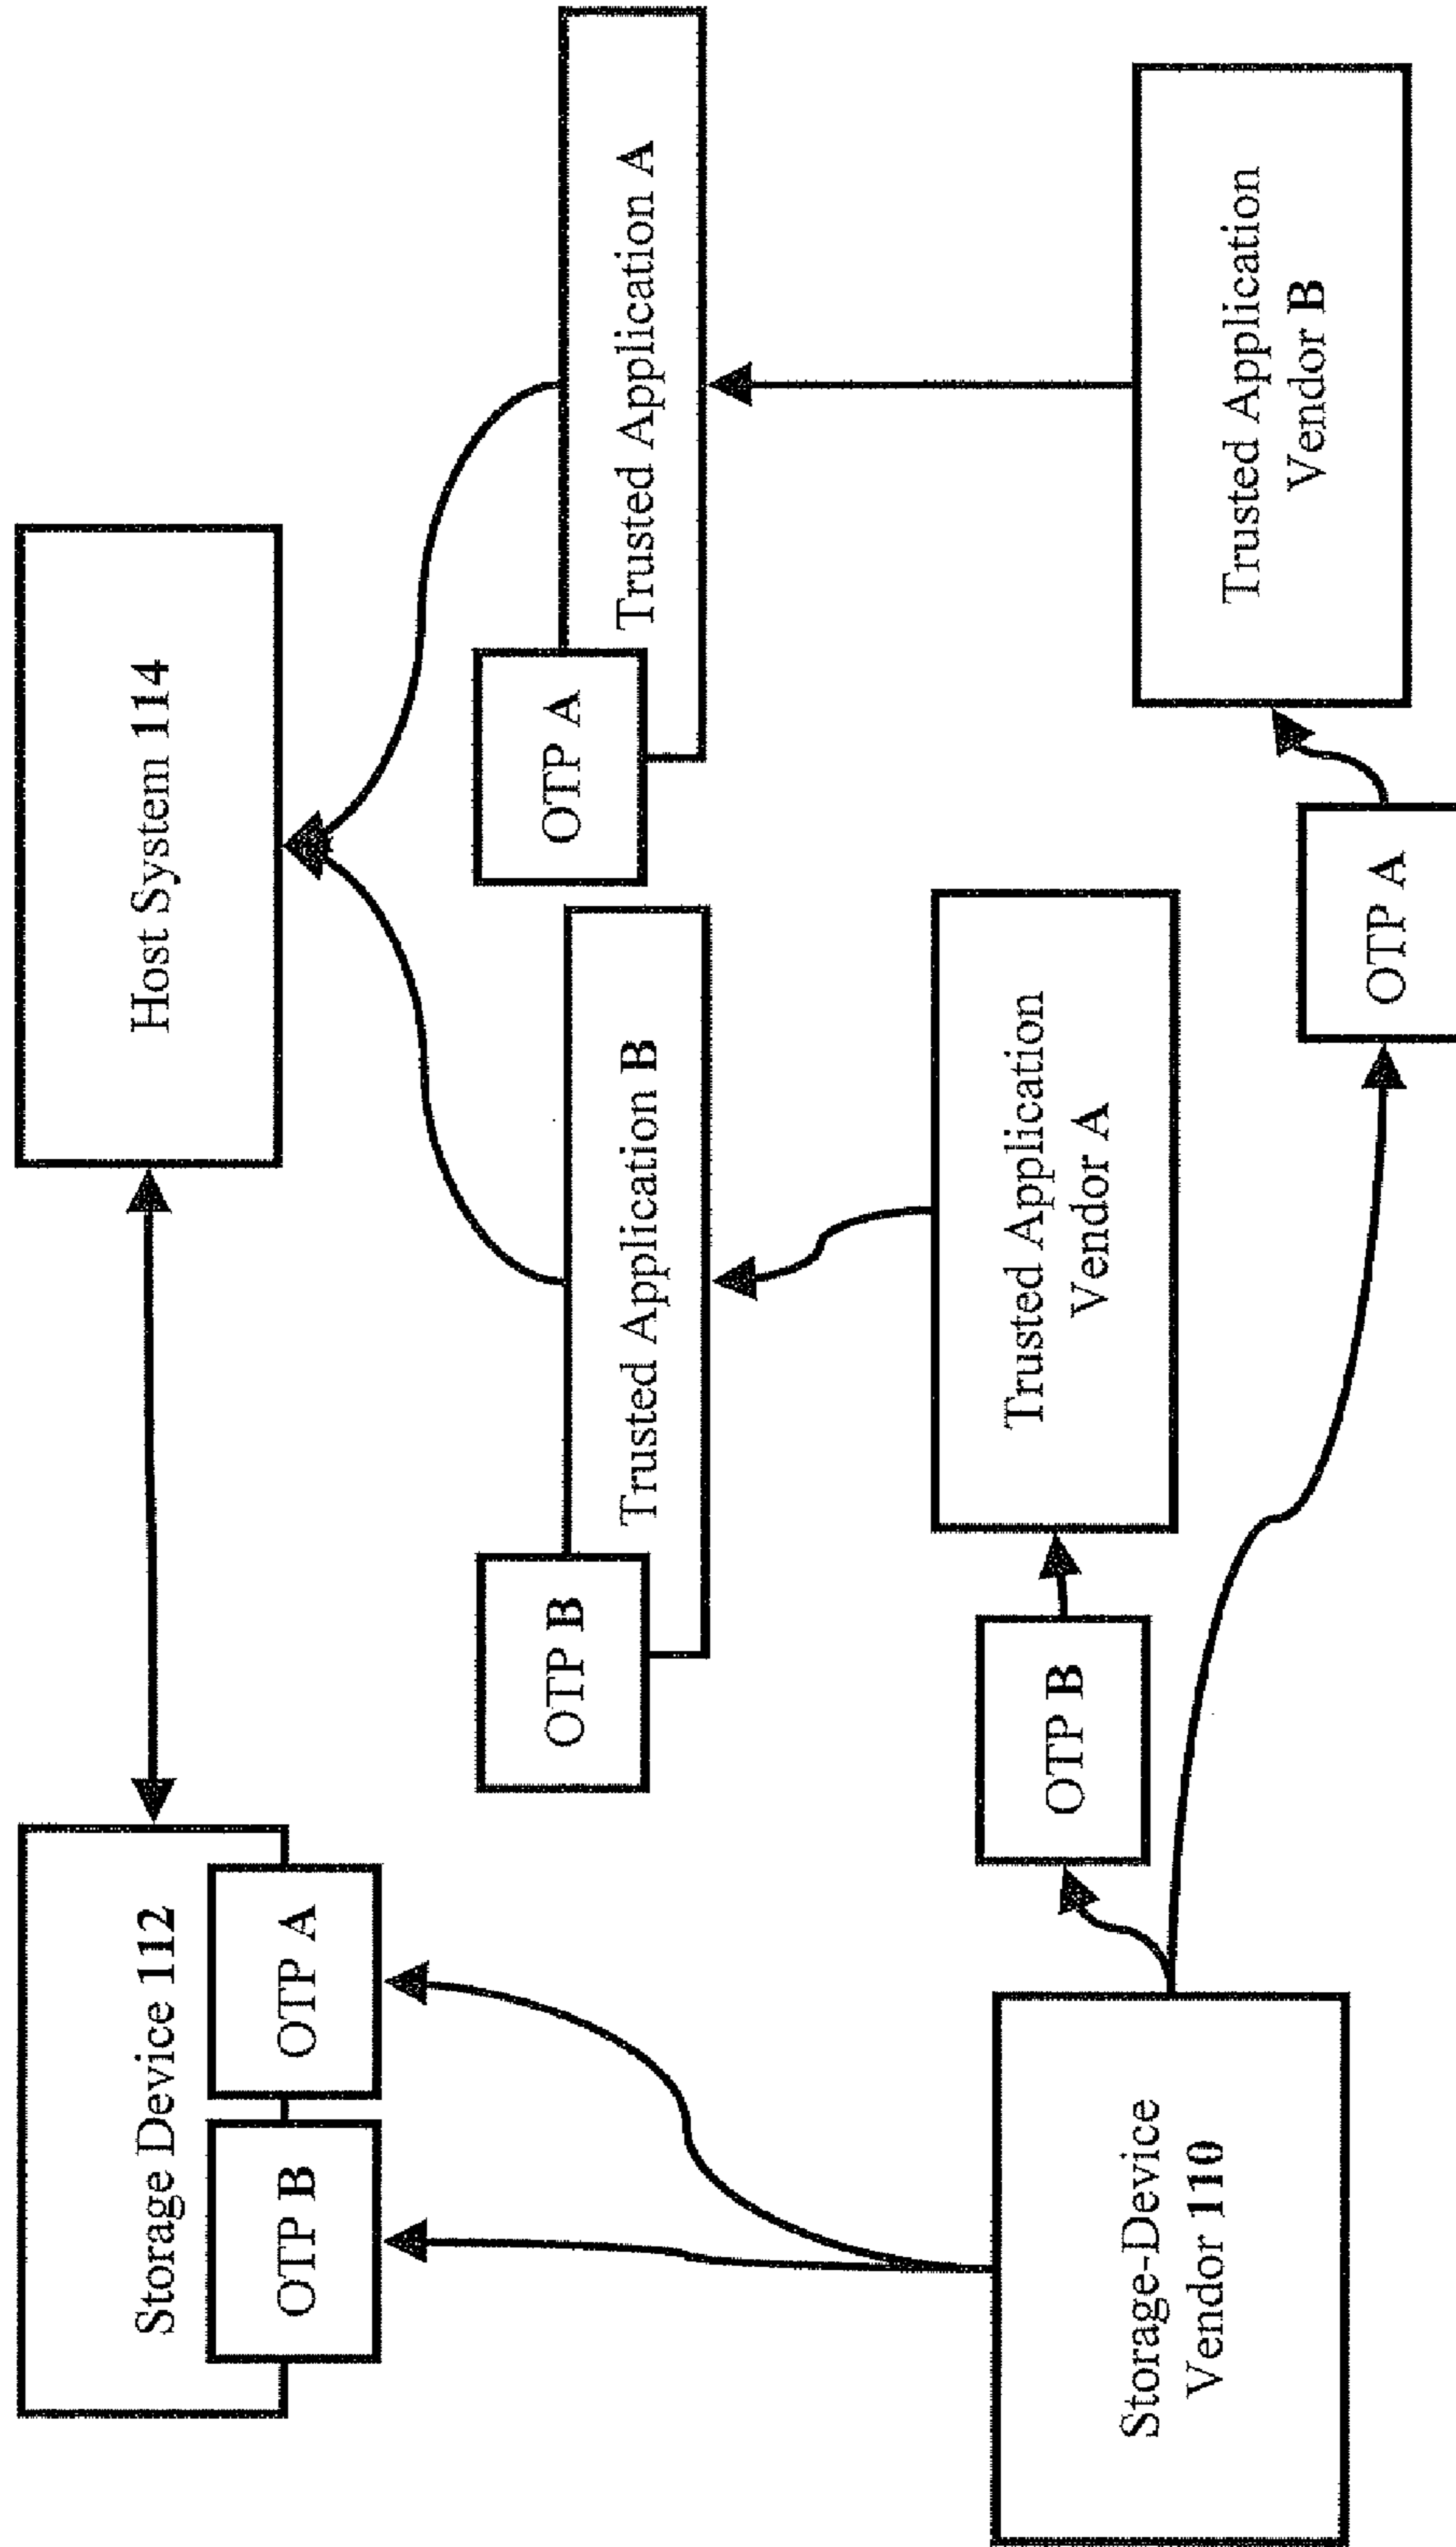 Storage Device 112
OTP B
OTP A
Host System 114
OTP B
Trusted Application B
OTP A
Trusted Application A
Storage-Device
Vendor 110
OTP B
Trusted Application
Vendor A
OTP A
Trusted Application
Vendor B